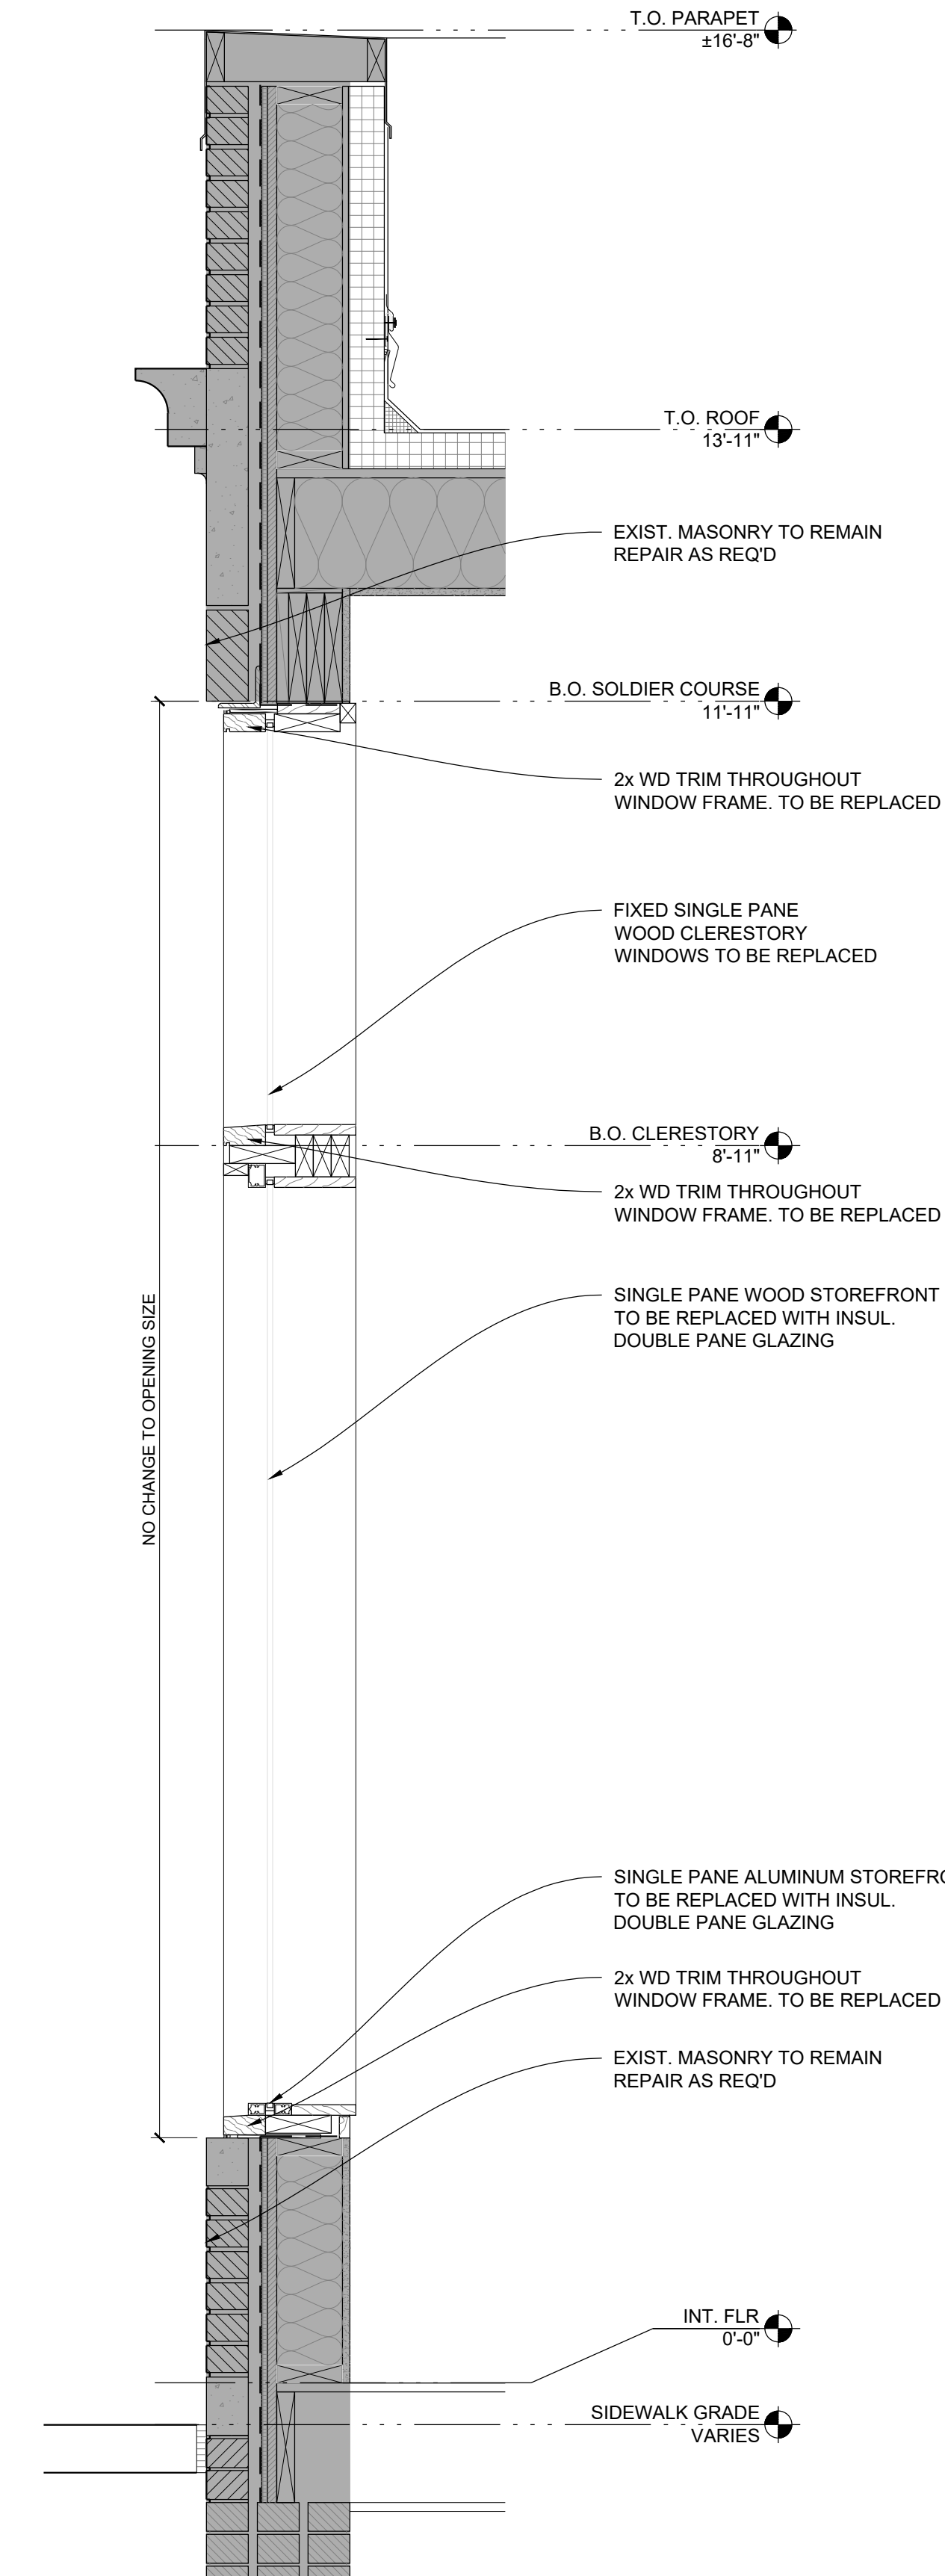 T.O. PARAPET
±16'-8"
T.O. ROOF
13'-11"
EXIST. MASONRY TO REMAIN
REPAIR AS REQ'D
B.O. SOLDIER COURSE
11'-11"
2x WD TRIM THROUGHOUT
WINDOW FRAME. TO BE REPLACED
FIXED SINGLE PANE
WOOD CLERESTORY
WINDOWS TO BE REPLACED
B.O. CLERESTORY
8'-11"
2x WD TRIM THROUGHOUT
WINDOW FRAME. TO BE REPLACED
SINGLE PANE WOOD STOREFRONT
TO BE REPLACED WITH INSUL.
DOUBLE PANE GLAZING
NO CHANGE TO OPENING SIZE
SINGLE PANE ALUMINUM STOREFRO
TO BE REPLACED WITH INSUL.
DOUBLE PANE GLAZING
2x WD TRIM THROUGHOUT
WINDOW FRAME. TO BE REPLACED
EXIST. MASONRY TO REMAIN
REPAIR AS REQ'D
INT. FLR
0'-0"
SIDEWALK GRADE
VARIES